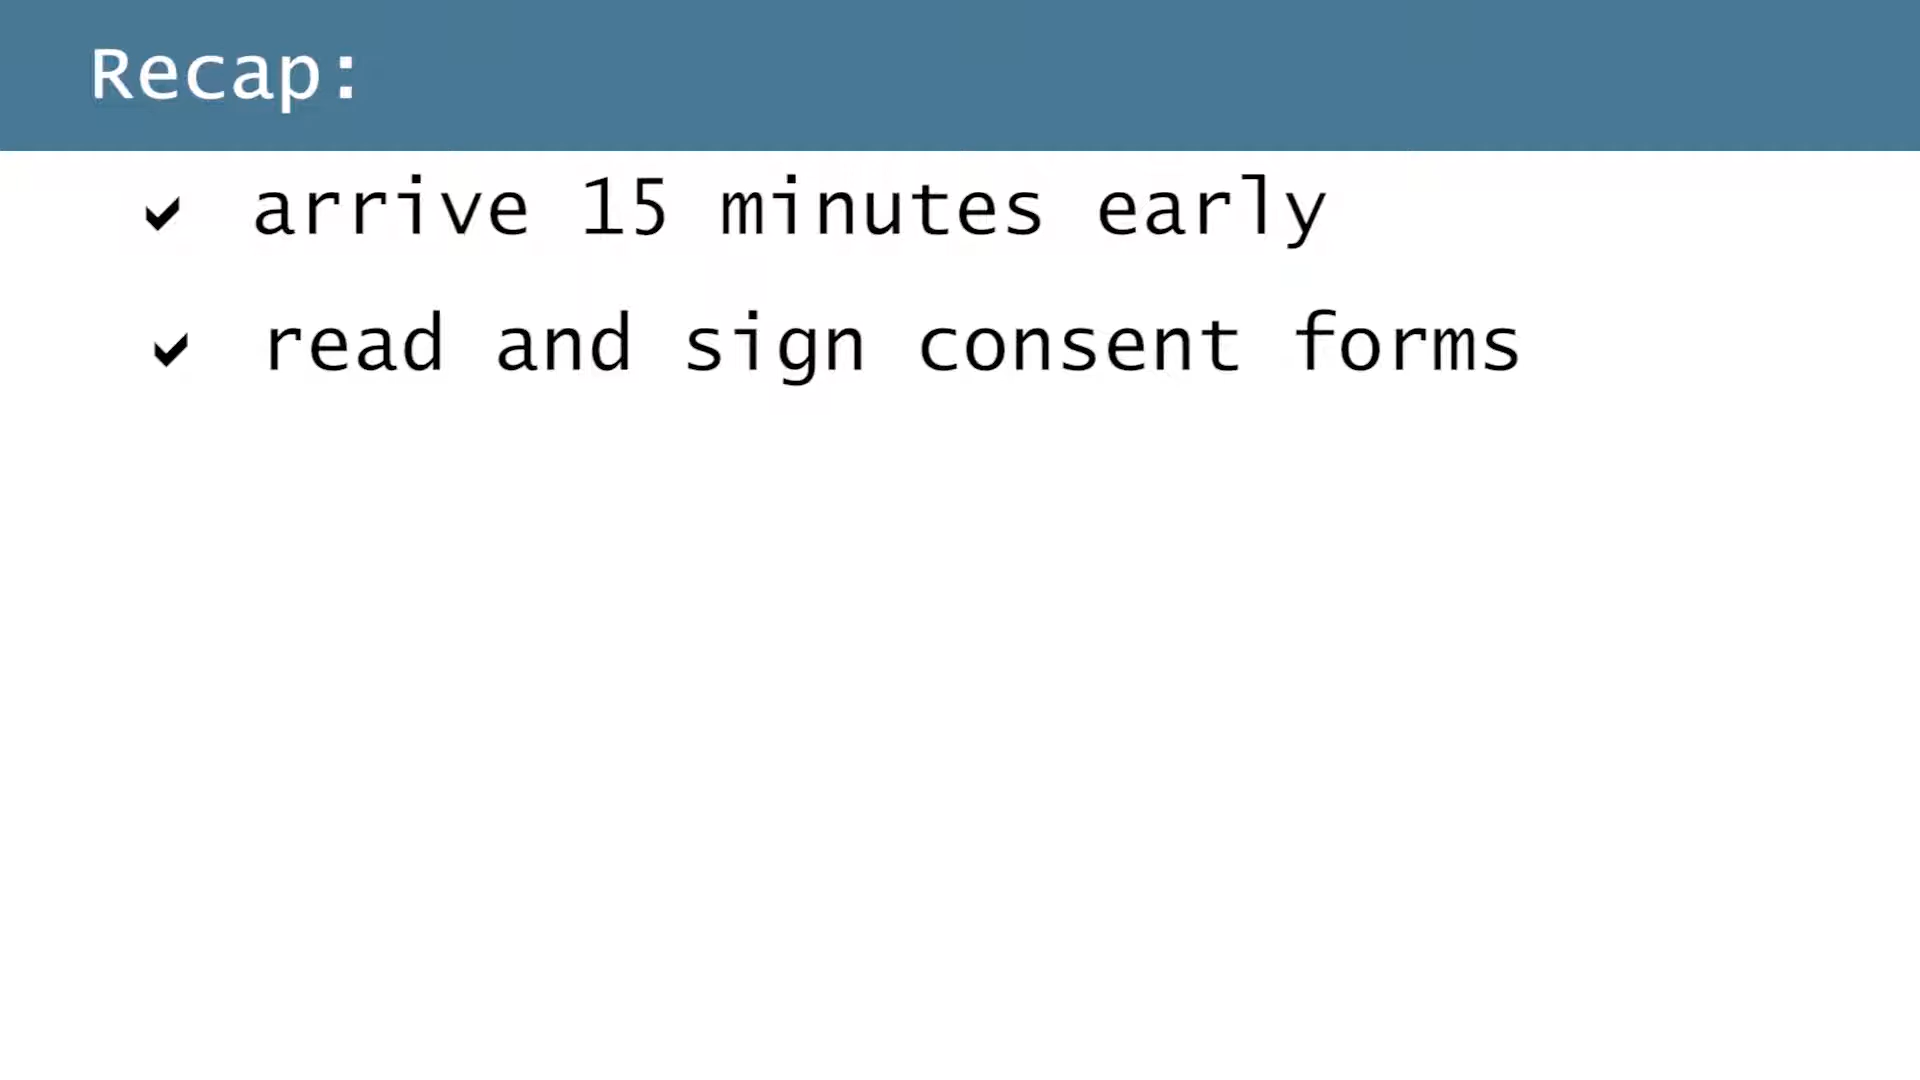 Recap:
✔ arrive 15 minutes early
✔ read and sign consent forms